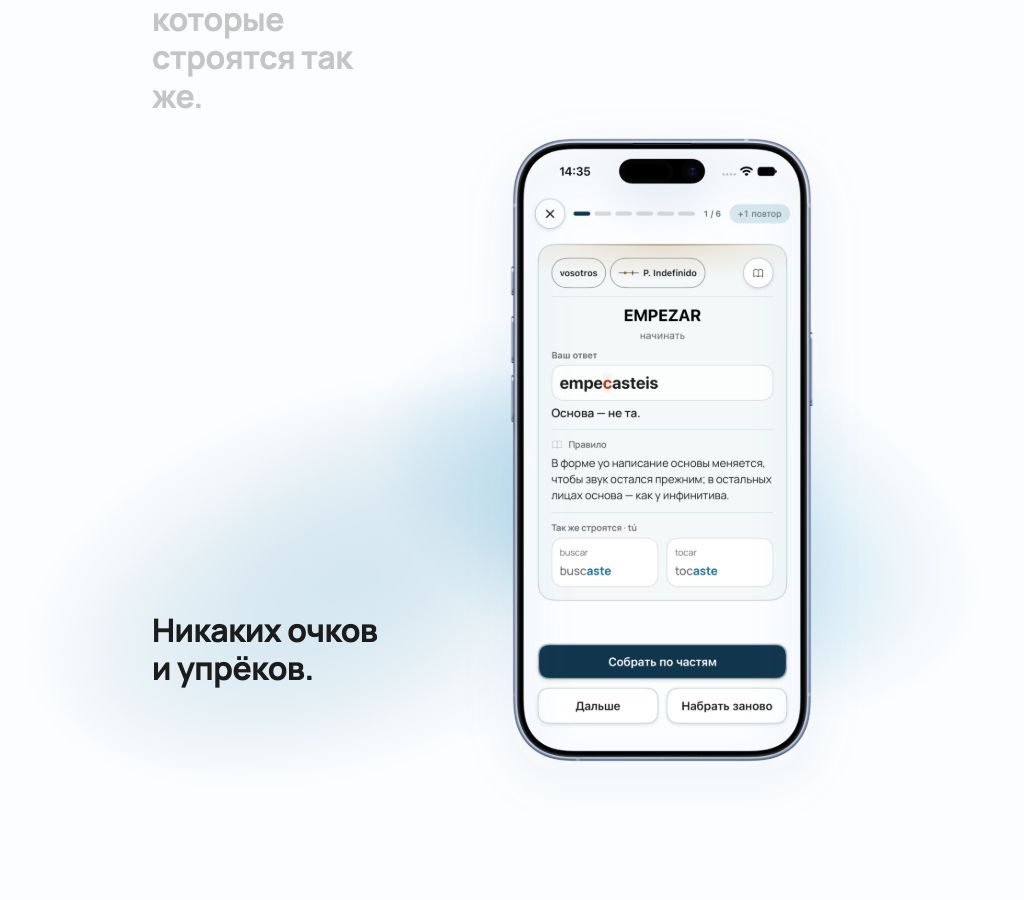 которые
строятся так
же.
14:35
1 / 6
+1 повтор
vosotros
P. Indefinido
EMPEZAR
начинать
Ваш ответ
empecasteis
Основа — не та.
Правило
В форме yo написание основы меняется,
чтобы звук остался прежним; в остальных
лицах основа — как у инфинитива.
Так же строятся · tú
buscar
buscaste
tocar
tocaste
Никаких очков
и упрёков.
Собрать по частям
Дальше
Набрать заново